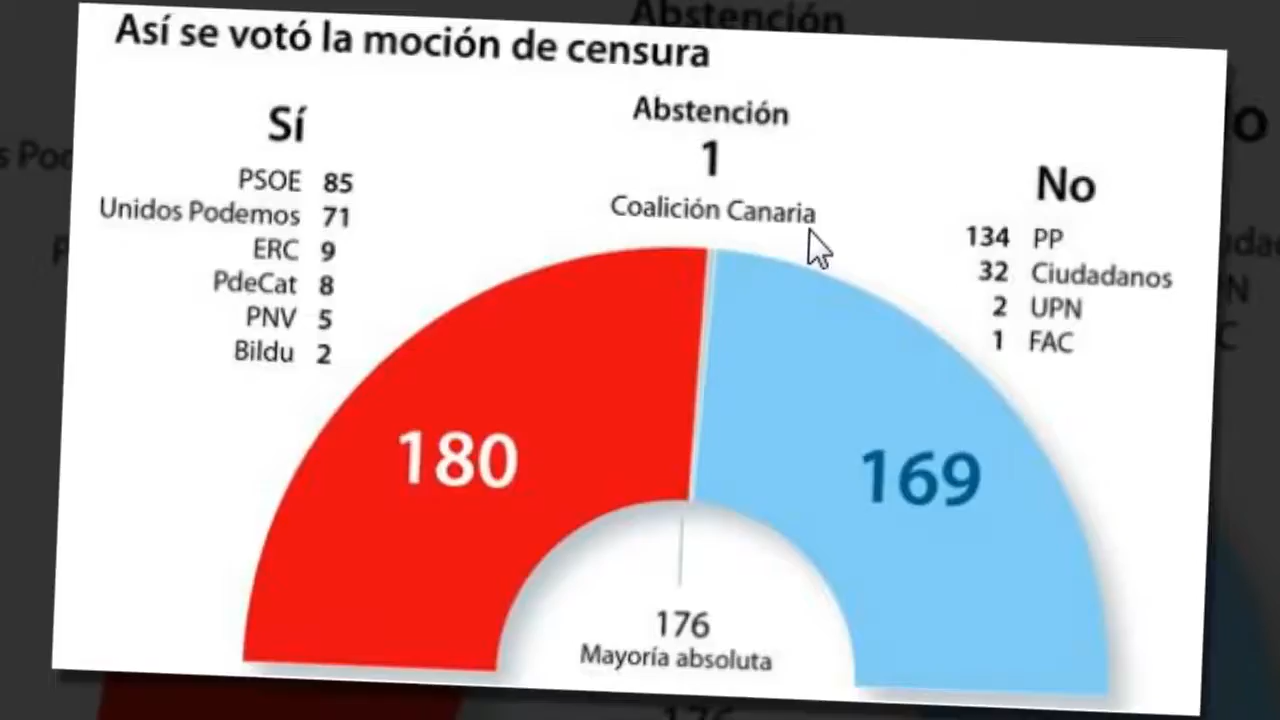 Así se votó la moción de censura
Sí
PSOE 85
Unidos Podemos 71
ERC 9
PdeCat 8
PNV 5
Bildu 2
Abstención
1
Coalición Canaria
No
134 PP
32 Ciudadanos
2 UPN
1 FAC
180
169
176
Mayoría absoluta
Abstención